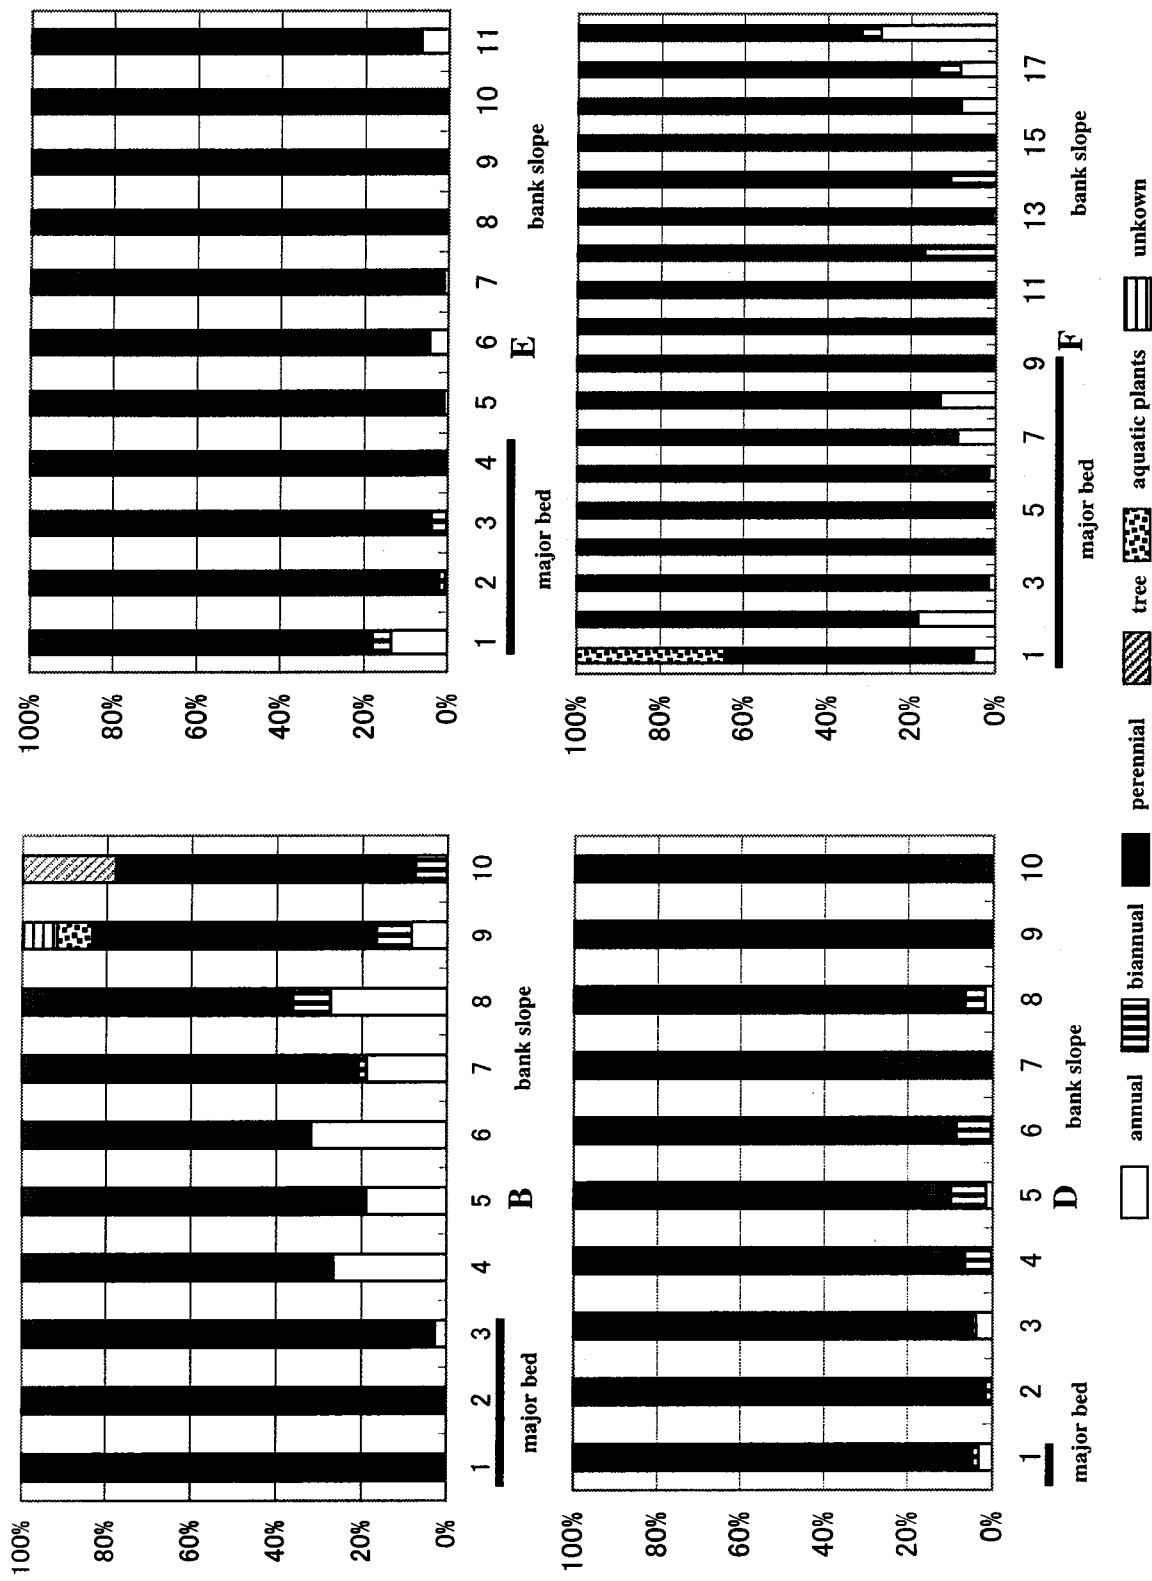 100%
80%
60%
40%
20%
0%
1 2 3 4 5 6 7 8 9 10
major bed
B
bank slope
100%
80%
60%
40%
20%
0%
1 2 3 4 5 6 7 8 9 10 11
major bed
E
bank slope
100%
80%
60%
40%
20%
0%
1 2 3 4 5 6 7 8 9 10
major bed
D
bank slope
100%
80%
60%
40%
20%
0%
1 3 5 7 9 11 13 15 17
major bed
F
bank slope
annual biannual perennial tree aquatic plants unkown